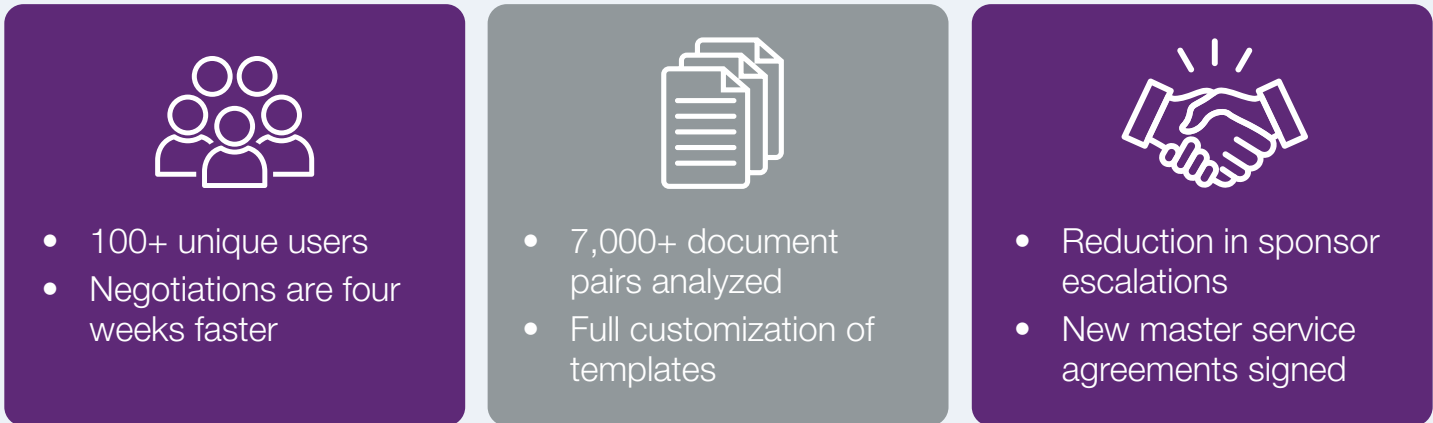 • 100+ unique users
• Negotiations are four
weeks faster
• 7,000+ document
pairs analyzed
• Full customization of
templates
• Reduction in sponsor
escalations
• New master service
agreements signed